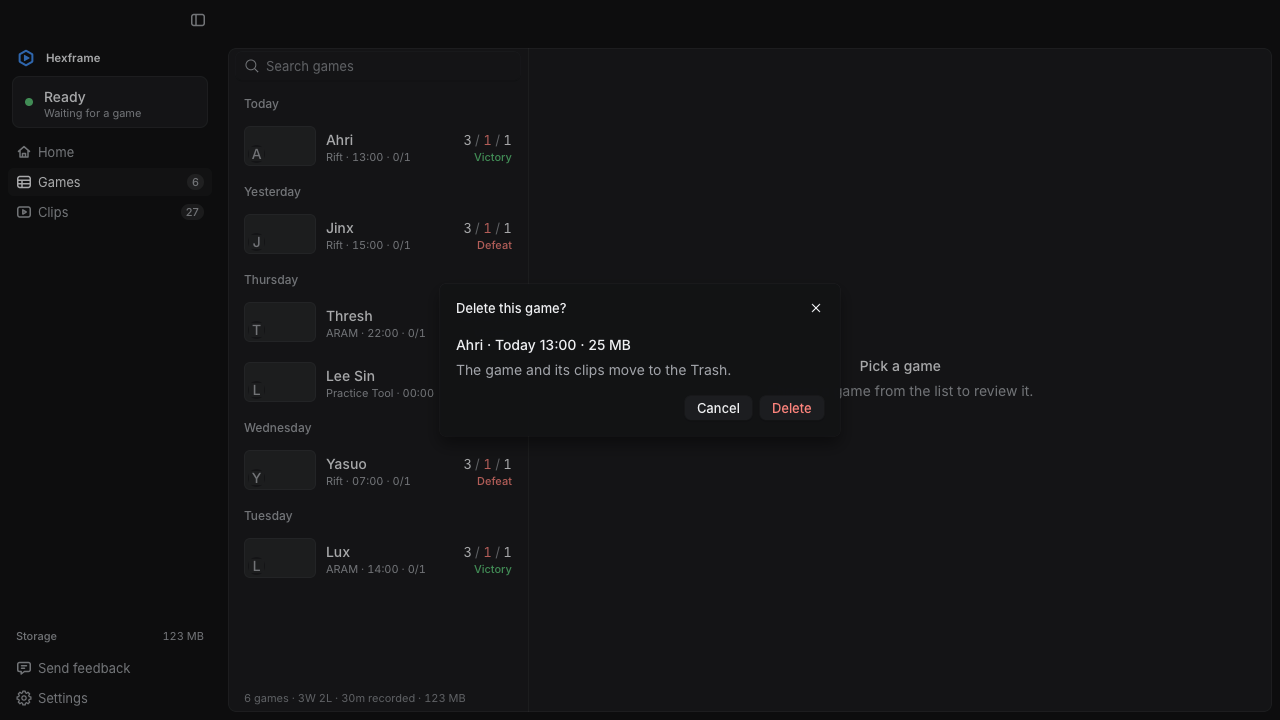 Hexframe
Ready
Waiting for a game
Home
Games 6
Clips 27
Storage 123 MB
Send feedback
Settings
Search games
Today
A
Ahri 3 / 1 / 1
Rift · 13:00 · 0/1 Victory
Yesterday
J
Jinx 3 / 1 / 1
Rift · 15:00 · 0/1 Defeat
Thursday
T
Thresh
ARAM · 22:00 · 0/1
L
Lee Sin
Practice Tool · 00:00
Wednesday
Y
Yasuo 3 / 1 / 1
Rift · 07:00 · 0/1 Defeat
Tuesday
L
Lux 3 / 1 / 1
ARAM · 14:00 · 0/1 Victory
6 games · 3W 2L · 30m recorded · 123 MB
Delete this game?
Ahri · Today 13:00 · 25 MB
The game and its clips move to the Trash.
Cancel Delete
Pick a game
game from the list to review it.